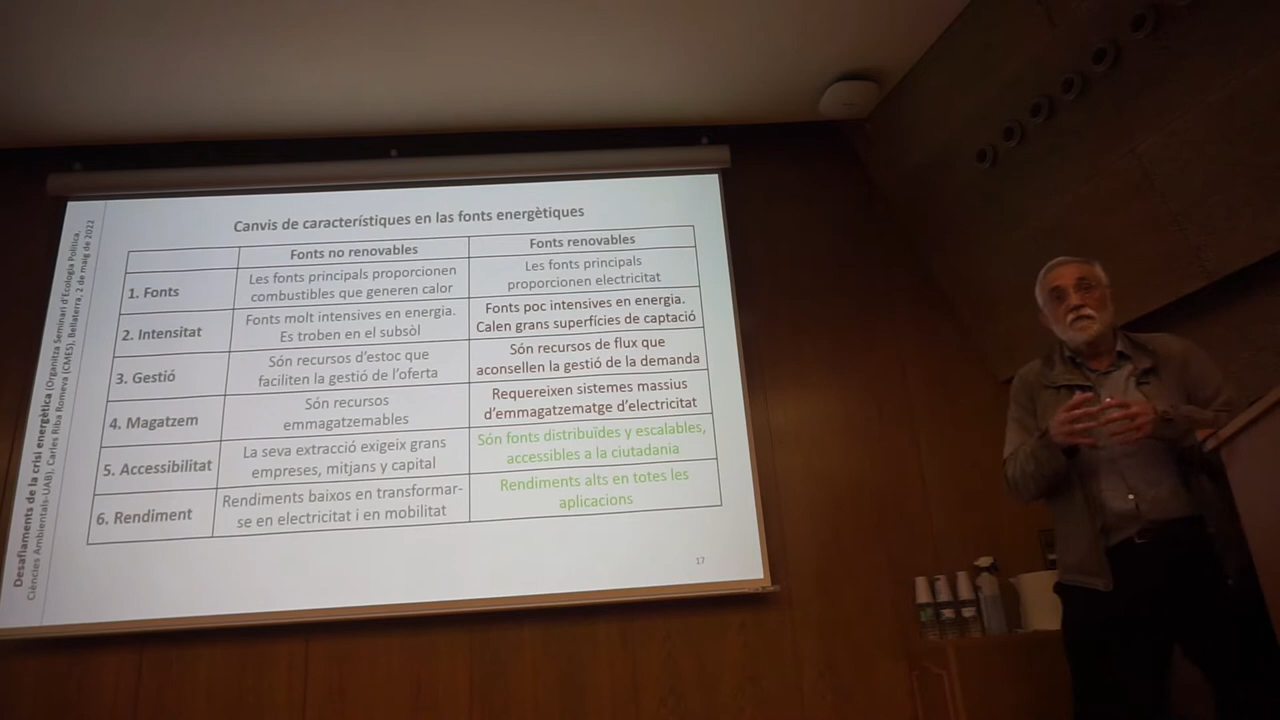 Desafiaments de la crisi energètica (Organitza Seminari d'Ecologia Política,
Ciències Ambientals-UAB), Carles Riba Romeva (CMES), Bellaterra, 2 de maig de 2022
Canvis de característiques en las fonts energètiques
Fonts no renovables
Fonts renovables
1. Fonts
Les fonts principals proporcionen
combustibles que generen calor
Les fonts principals
proporcionen electricitat
2. Intensitat
Fonts molt intensives en energia.
Es troben en el subsòl
Fonts poc intensives en energia.
Calen grans superfícies de captació
3. Gestió
Són recursos d'estoc que
faciliten la gestió de l'oferta
Són recursos de flux que
aconsellen la gestió de la demanda
4. Magatzem
Són recursos
emmagatzemables
Requereixen sistemes massius
d'emmagatzematge d'electricitat
5. Accessibilitat
La seva extracció exigeix grans
empreses, mitjans y capital
Són fonts distribuïdes y escalables,
accessibles a la ciutadania
6. Rendiment
Rendiments baixos en transformar-
se en electricitat i en mobilitat
Rendiments alts en totes les
aplicacions
17